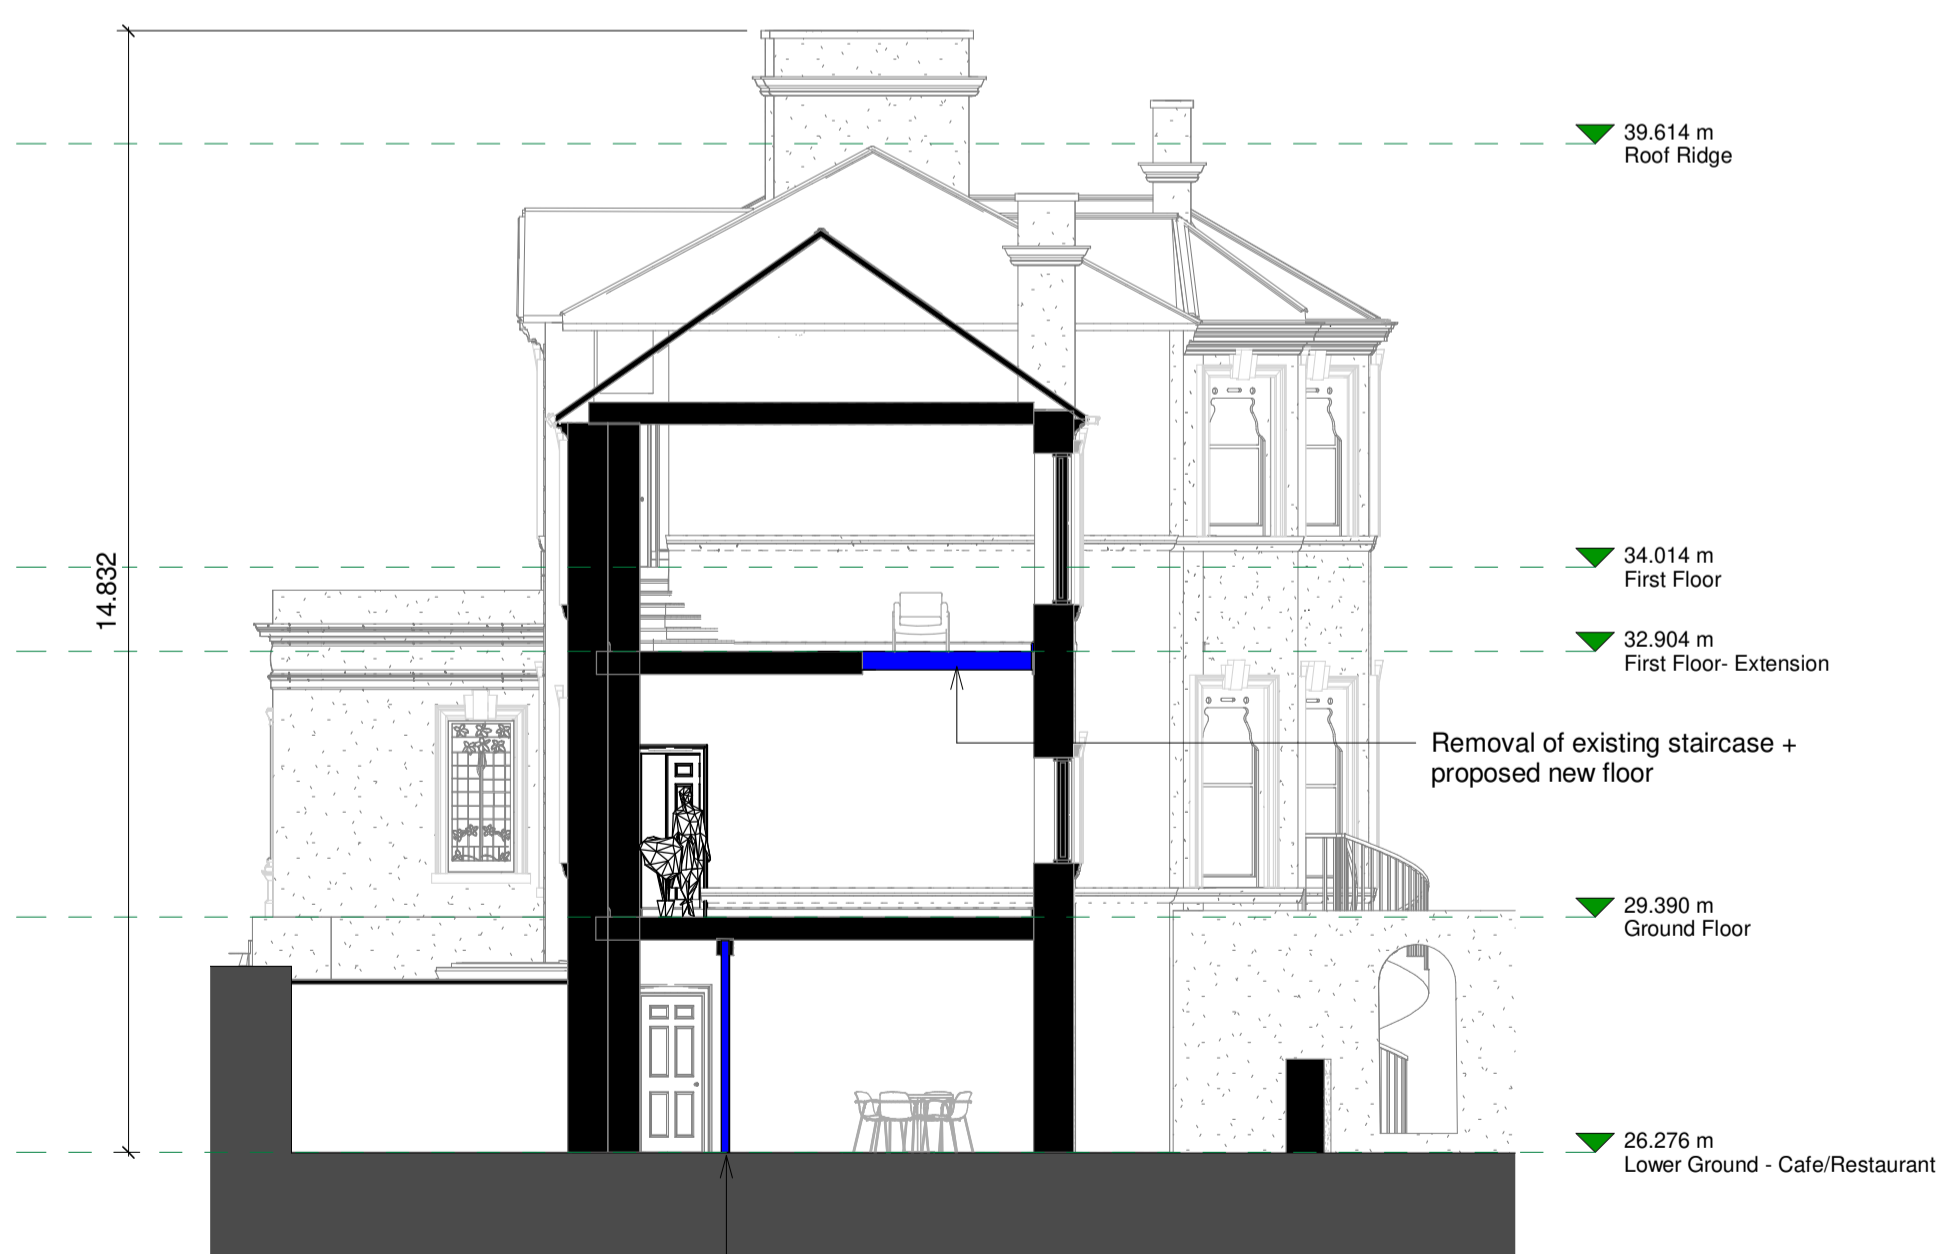 39.614 m
Roof Ridge
34.014 m
First Floor
14.832
32.904 m
First Floor- Extension
Removal of existing staircase +
proposed new floor
29.390 m
Ground Floor
26.276 m
Lower Ground - Cafe/Restaurant